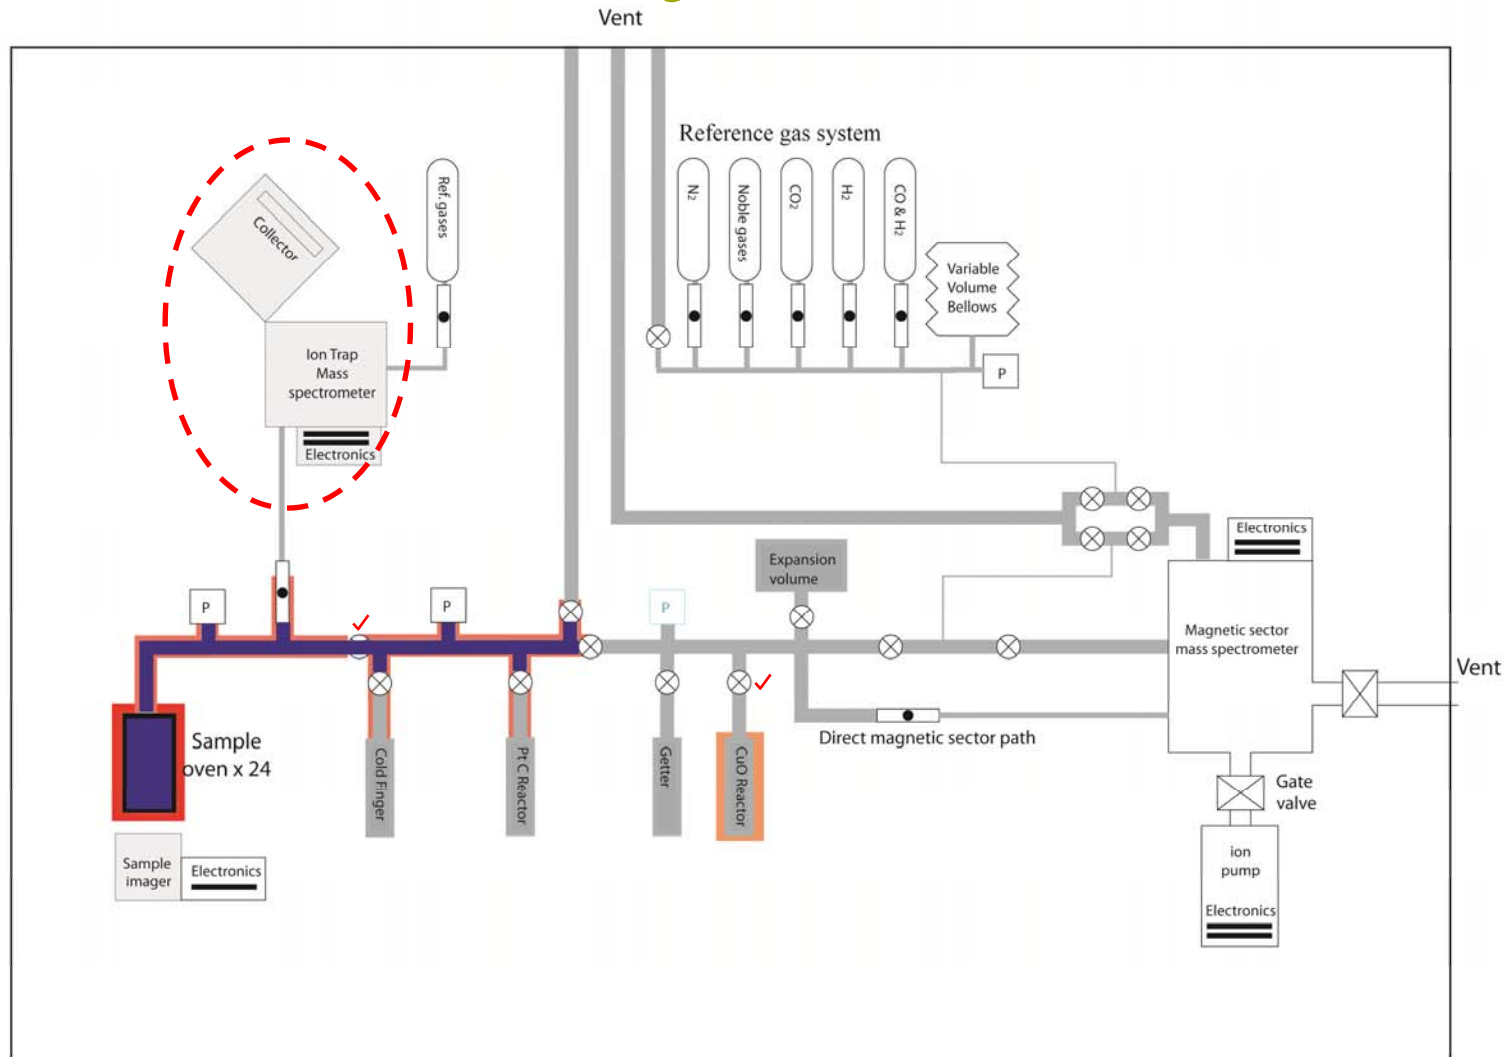 Vent
Reference gas system
Ref. gases
N2
Noble gases
CO2
H2
CO & H2
Collector
Variable
Volume
Bellows
P
Ion Trap
Mass
spectrometer
Electronics
Electronics
Expansion
volume
P
P
P
Magnetic sector
mass spectrometer
Vent
Direct magnetic sector path
Sample
oven x 24
Cold Finger
Pt C Reactor
Getter
CuO Reactor
Gate
valve
Sample
imager
Electronics
ion
pump
Electronics